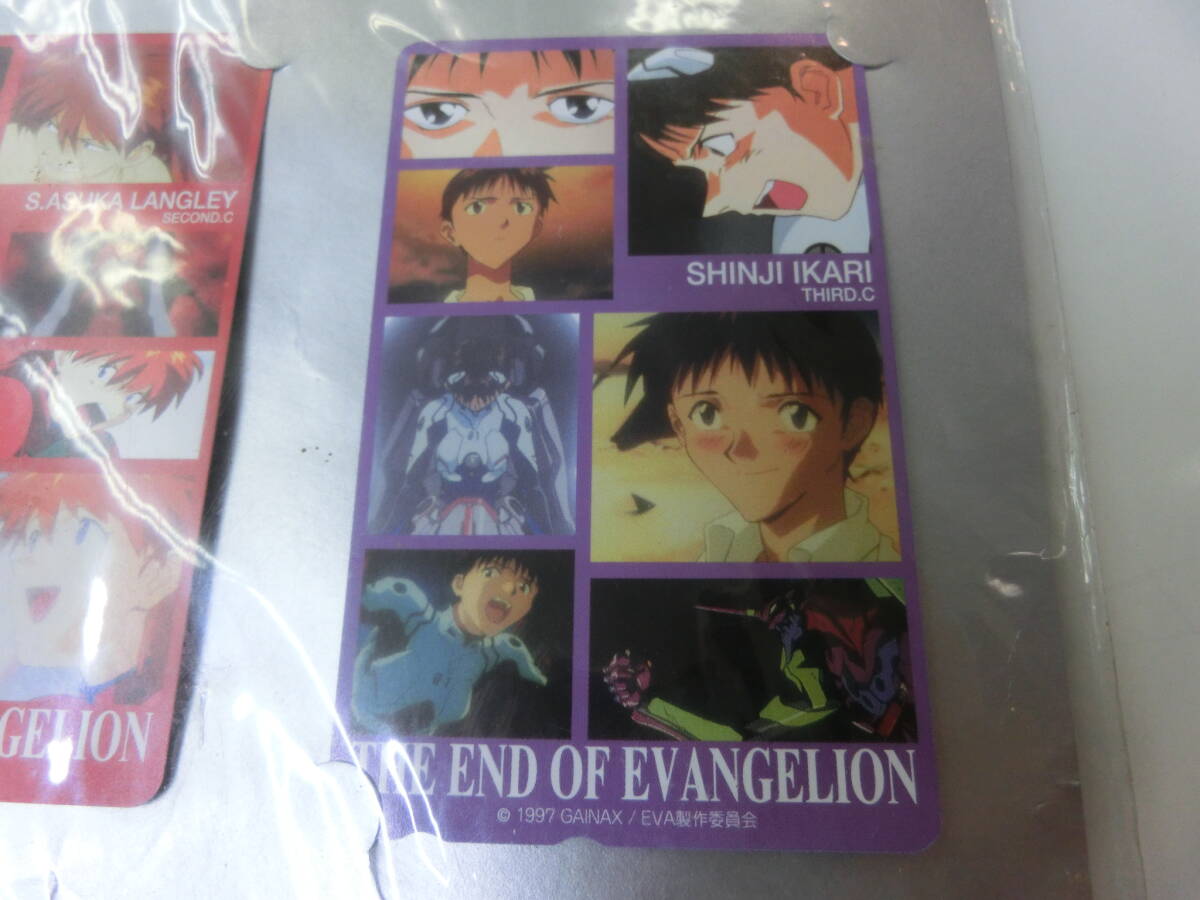 S.ASUKA LANGLEY
SECOND.C
GELION
SHINJI IKARI
THIRD.C
THE END OF EVANGELION
© 1997 GAINAX / EVA製作委員会